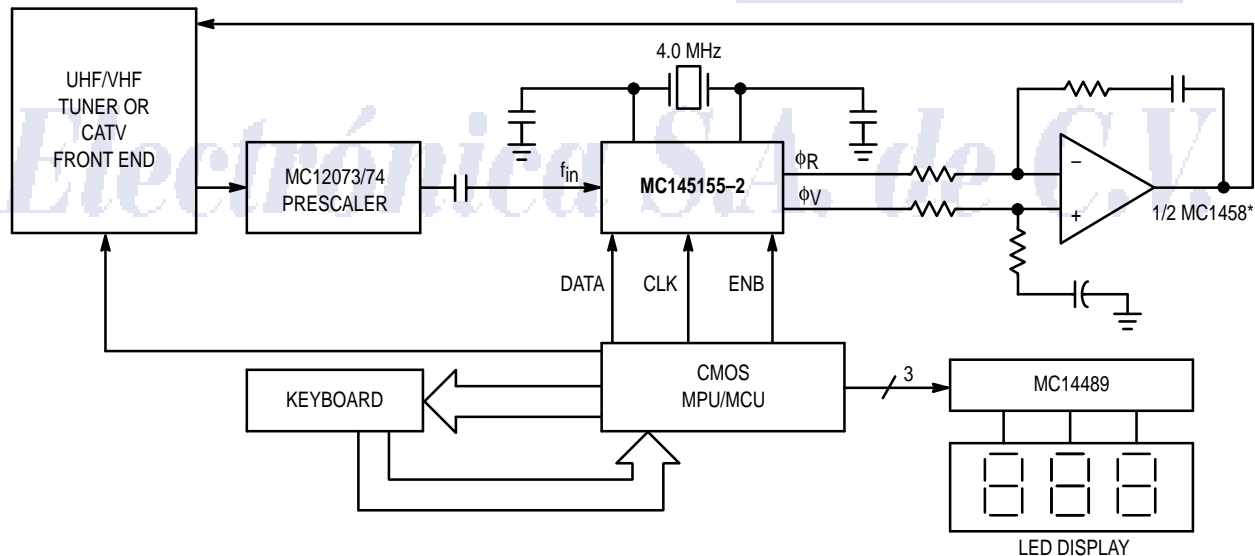 4.0 MHz
UHF/VHF
TUNER OR
CATV
FRONT END
MC12073/74
PRESCALER
fin
MC145155–2
ϕR
ϕV
–
+
1/2 MC1458*
DATA
CLK
ENB
KEYBOARD
CMOS
MPU/MCU
3
MC14489
LED DISPLAY
Electrónica S.A. de C.V.